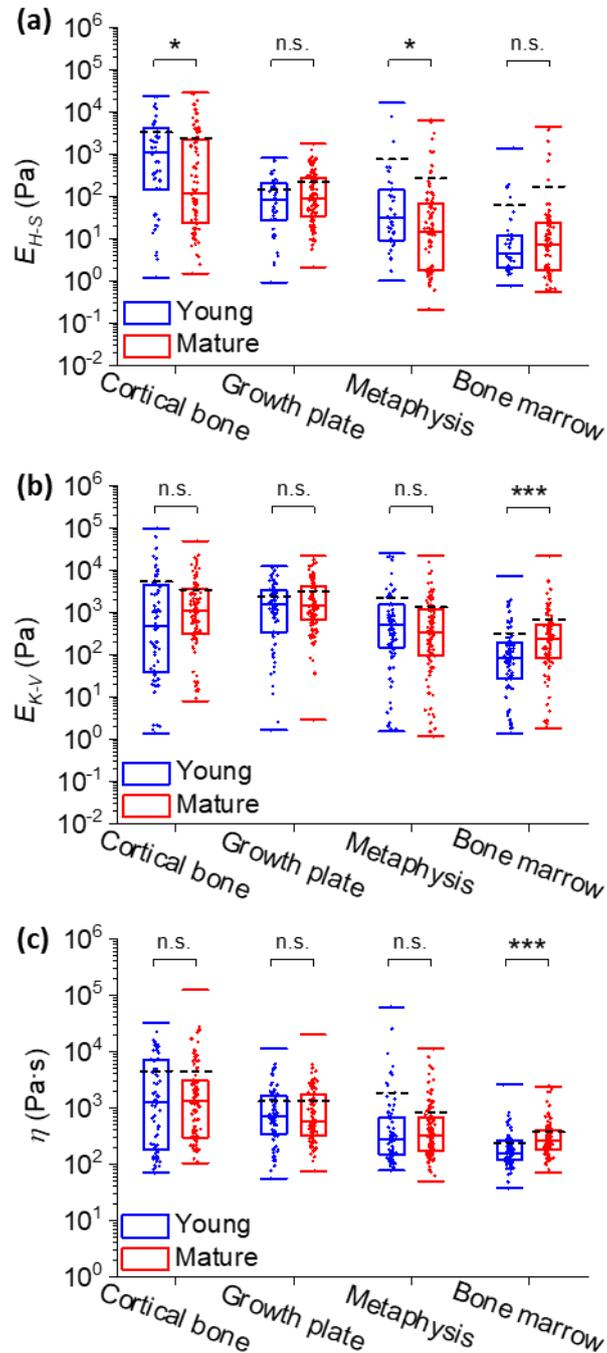 (a)
* n.s. * n.s.
E_{H-S} (Pa)
10^6
10^5
10^4
10^3
10^2
10^1
10^0
10^{-1}
10^{-2}
Young
Mature
Cortical bone Growth plate Metaphysis Bone marrow
(b)
n.s. n.s. n.s. ***
E_{K-V} (Pa)
10^6
10^5
10^4
10^3
10^2
10^1
10^0
10^{-1}
10^{-2}
Young
Mature
Cortical bone Growth plate Metaphysis Bone marrow
(c)
n.s. n.s. n.s. ***
η (Pa·s)
10^6
10^5
10^4
10^3
10^2
10^1
10^0
Young
Mature
Cortical bone Growth plate Metaphysis Bone marrow